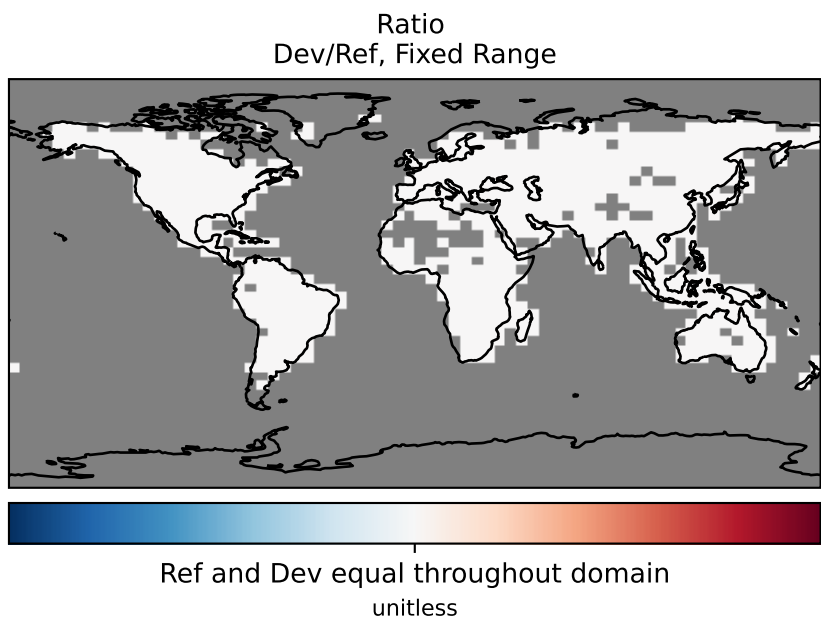 Ratio
Dev/Ref, Fixed Range
Ref and Dev equal throughout domain
unitless